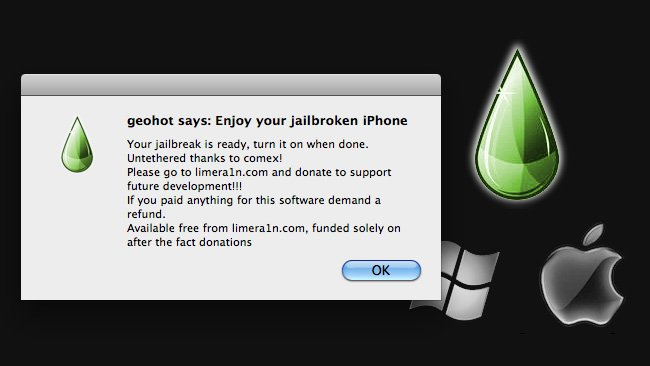 geohot says: Enjoy your jailbroken iPhone
Your jailbreak is ready, turn it on when done.
Untethered thanks to comex!
Please go to limera1n.com and donate to support
future development!!!
If you paid anything for this software demand a
refund.
Available free from limera1n.com, funded solely on
after the fact donations
OK